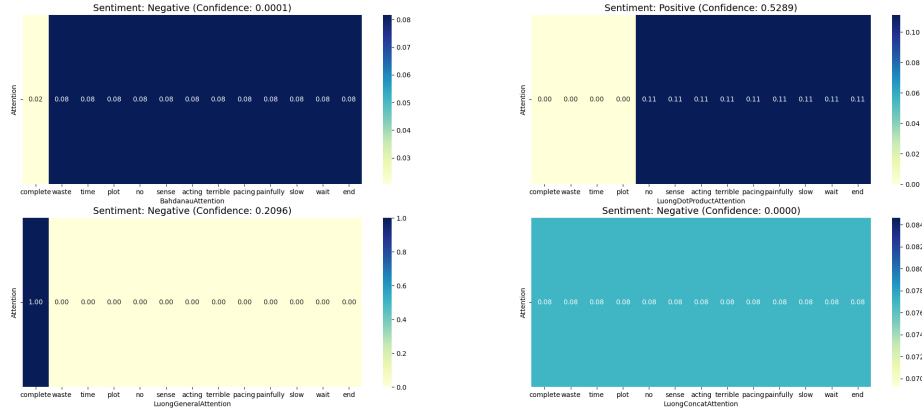 Sentiment: Negative (Confidence: 0.0001)
Attention
0.02 0.08 0.08 0.08 0.08 0.08 0.08 0.08 0.08 0.08 0.08 0.08 0.08
complete waste time plot no sense acting terrible pacing painfully slow wait end
BahdanauAttention
0.08
0.07
0.06
0.05
0.04
0.03
Sentiment: Positive (Confidence: 0.5289)
Attention
0.00 0.00 0.00 0.00 0.11 0.11 0.11 0.11 0.11 0.11 0.11 0.11 0.11
complete waste time plot no sense acting terrible pacing painfully slow wait end
LuongDotProductAttention
0.10
0.08
0.06
0.04
0.02
0.00
Sentiment: Negative (Confidence: 0.2096)
Attention
1.00 0.00 0.00 0.00 0.00 0.00 0.00 0.00 0.00 0.00 0.00 0.00 0.00
complete waste time plot no sense acting terrible pacing painfully slow wait end
LuongGeneralAttention
1.0
0.8
0.6
0.4
0.2
0.0
Sentiment: Negative (Confidence: 0.0000)
Attention
0.08 0.08 0.08 0.08 0.08 0.08 0.08 0.08 0.08 0.08 0.08 0.08 0.08
complete waste time plot no sense acting terrible pacing painfully slow wait end
LuongConcatAttention
0.084
0.082
0.080
0.078
0.076
0.074
0.072
0.070